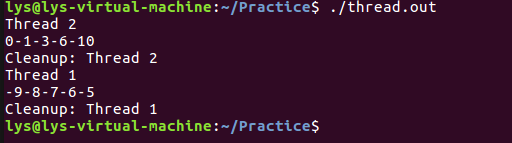 lys@lys-virtual-machine:~/Practice$ ./thread.out
Thread 2
0-1-3-6-10
Cleanup: Thread 2
Thread 1
-9-8-7-6-5
Cleanup: Thread 1
lys@lys-virtual-machine:~/Practice$